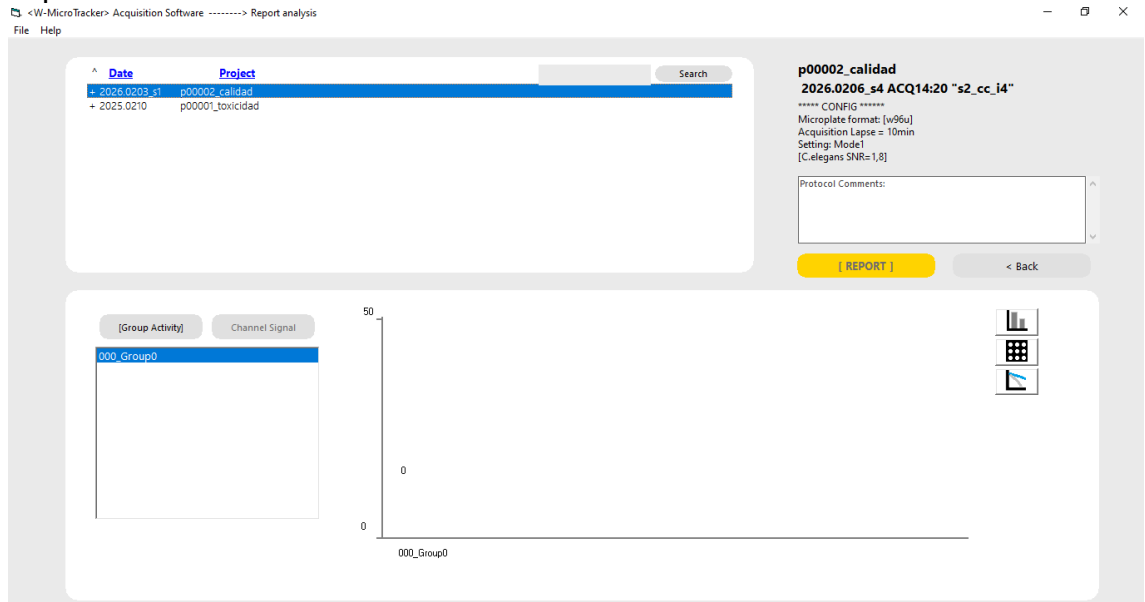 <W-MicroTracker> Acquisition Software --------> Report analysis
File Help
^ Date Project Search
+ 2026.0203_s1 p00002_calidad
+ 2025.0210 p00001_toxicidad
p00002_calidad
2026.0206_s4 ACQ14:20 "s2_cc_i4"
***** CONFIG ******
Microplate format: [w96u]
Acquisition Lapse = 10min
Setting: Mode1
[C.elegans SNR=1,8]
Protocol Comments:
[ REPORT ] < Back
[Group Activity] Channel Signal
000_Group0
50
0
0
000_Group0